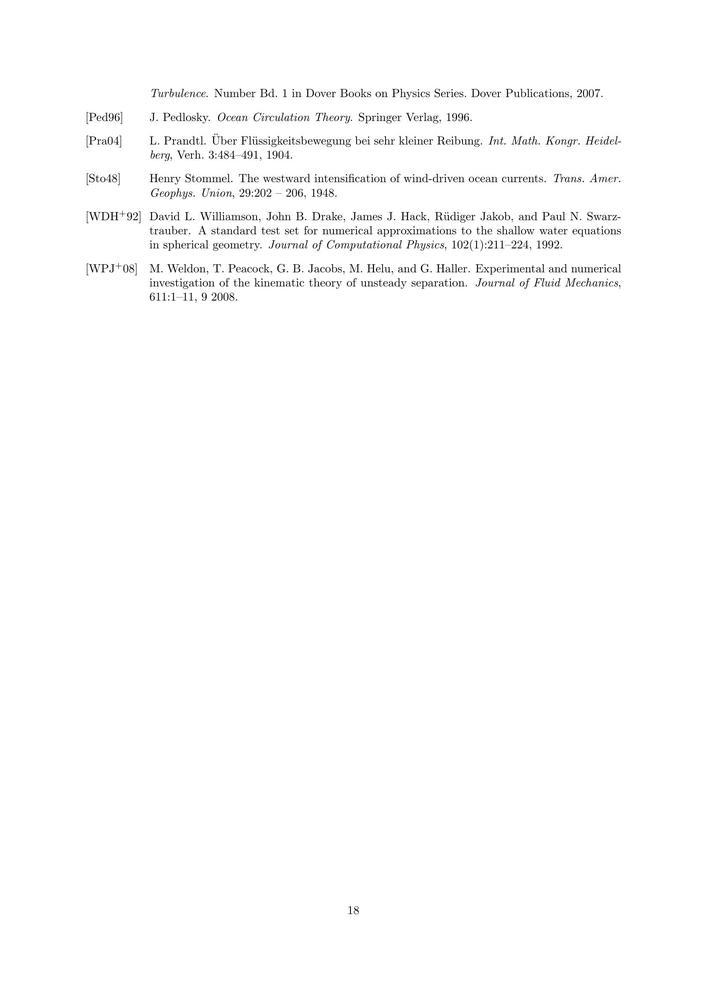 Turbulence. Number Bd. 1 in Dover Books on Physics Series. Dover Publications, 2007.
[Ped96] J. Pedlosky. Ocean Circulation Theory. Springer Verlag, 1996.
[Pra04] L. Prandtl. Über Flüssigkeitsbewegung bei sehr kleiner Reibung. Int. Math. Kongr. Heidel-
berg, Verh. 3:484–491, 1904.
[Sto48] Henry Stommel. The westward intensification of wind-driven ocean currents. Trans. Amer.
Geophys. Union, 29:202 – 206, 1948.
[WDH+92] David L. Williamson, John B. Drake, James J. Hack, Rüdiger Jakob, and Paul N. Swarz-
trauber. A standard test set for numerical approximations to the shallow water equations
in spherical geometry. Journal of Computational Physics, 102(1):211–224, 1992.
[WPJ+08] M. Weldon, T. Peacock, G. B. Jacobs, M. Helu, and G. Haller. Experimental and numerical
investigation of the kinematic theory of unsteady separation. Journal of Fluid Mechanics,
611:1–11, 9 2008.
18